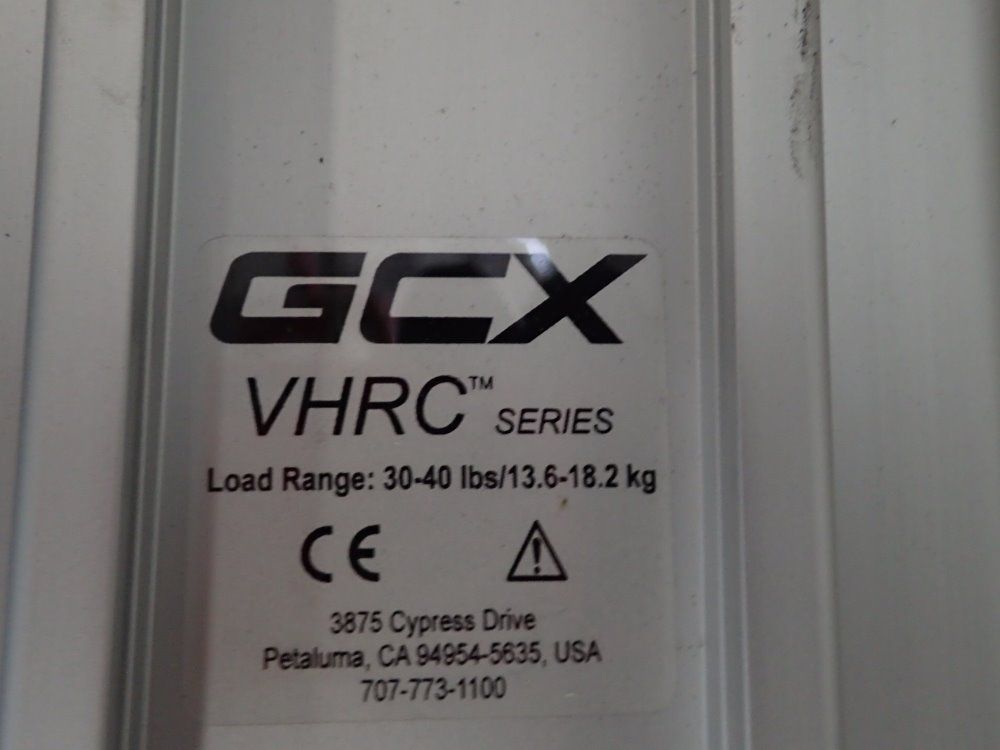 GCX
VHRC™ SERIES
Load Range: 30-40 lbs/13.6-18.2 kg
CE
3875 Cypress Drive
Petaluma, CA 94954-5635, USA
707-773-1100